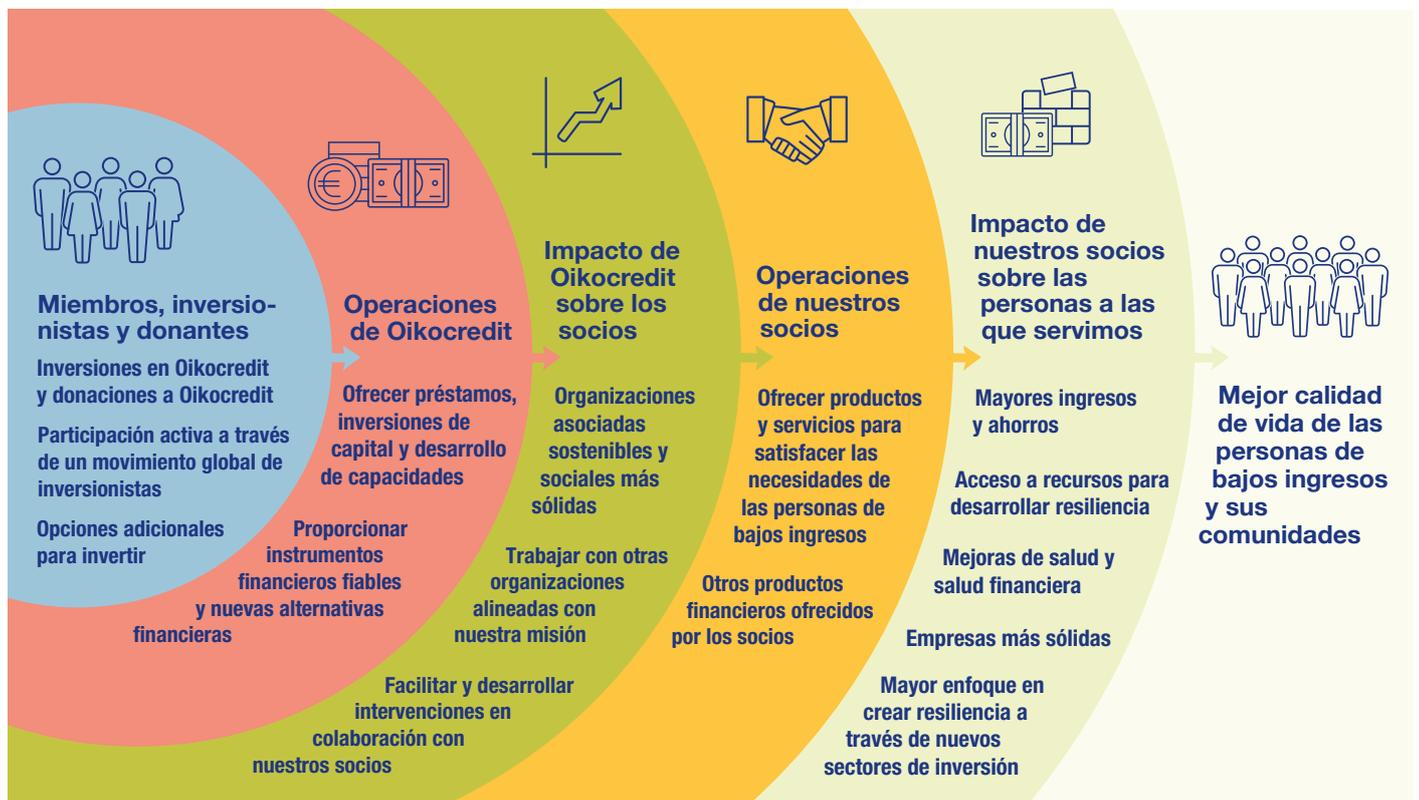 Miembros, inversio-
nistas y donantes
Inversiones en Oikocredit
y donaciones a Oikocredit
Participación activa a través
de un movimiento global de
inversionistas
Opciones adicionales
para invertir
Operaciones
de Oikocredit
Ofrecer préstamos,
inversiones de
capital y desarrollo
de capacidades
Proporcionar
instrumentos
financieros fiables
y nuevas alternativas
financieras
Impacto de
Oikocredit
sobre los
socios
Organizaciones
asociadas
sostenibles y
sociales más
sólidas
Trabajar con otras
organizaciones
alineadas con
nuestra misión
Facilitar y desarrollar
intervenciones en
colaboración con
nuestros socios
Operaciones
de nuestros
socios
Ofrecer productos
y servicios para
satisfacer las
necesidades de
las personas de
bajos ingresos
Otros productos
financieros ofrecidos
por los socios
Impacto de
nuestros socios
sobre las
personas a las
que servimos
Mayores ingresos
y ahorros
Acceso a recursos para
desarrollar resiliencia
Mejoras de salud y
salud financiera
Empresas más sólidas
Mayor enfoque en
crear resiliencia a
través de nuevos
sectores de inversión
Mejor calidad
de vida de las
personas de
bajos ingresos
y sus
comunidades